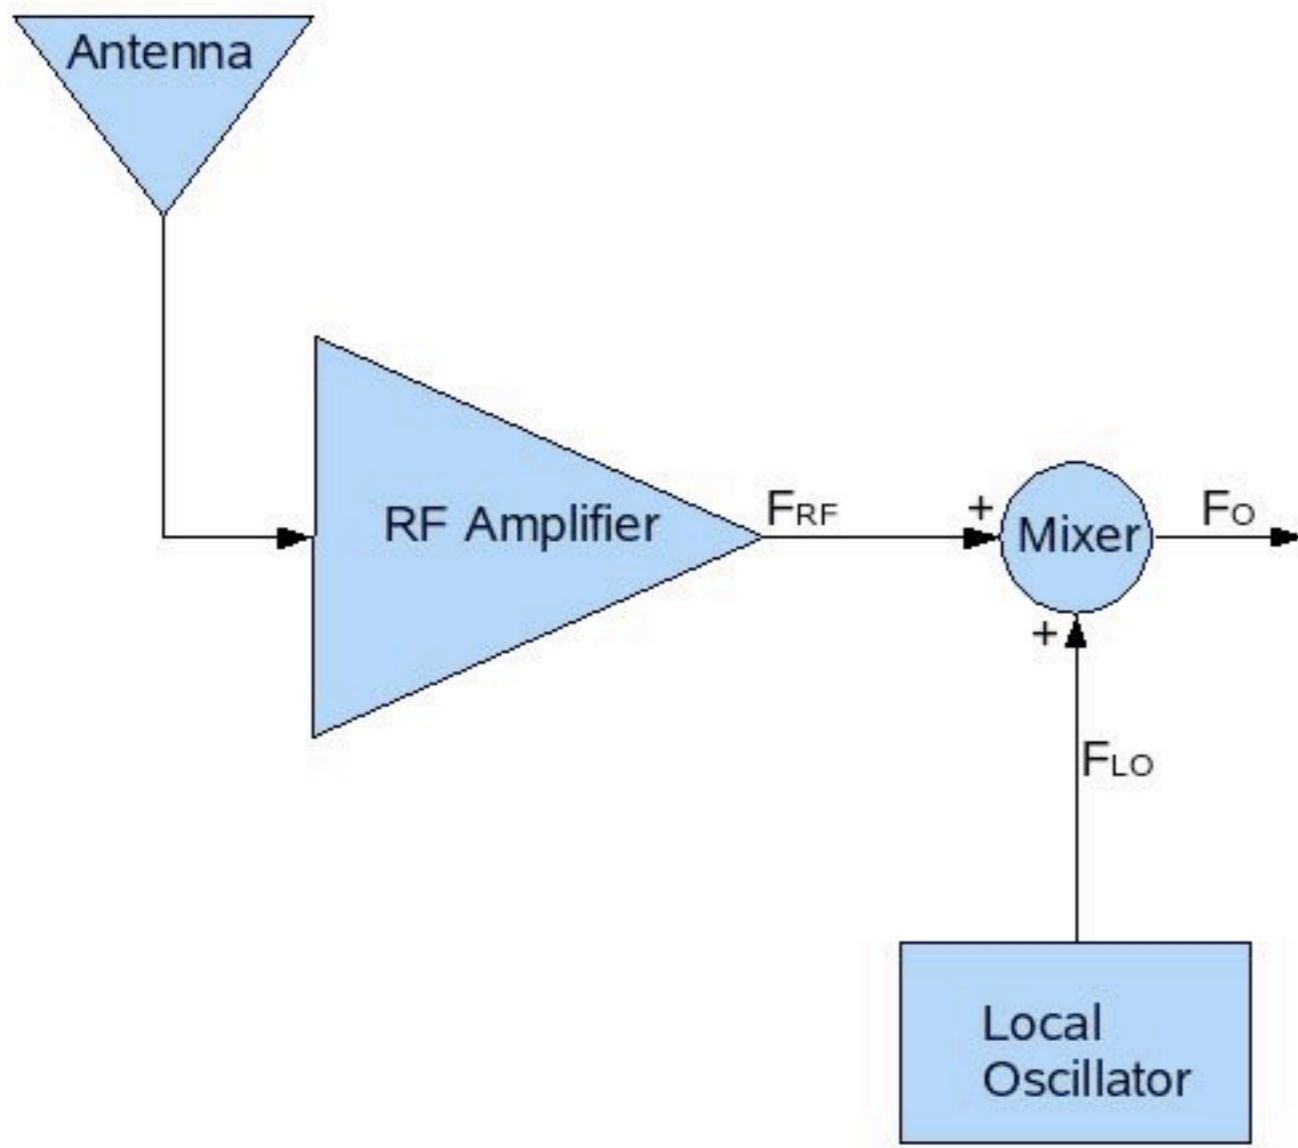 Antenna
RF Amplifier
FRF
+
Mixer
FO
+
FLO
Local
Oscillator